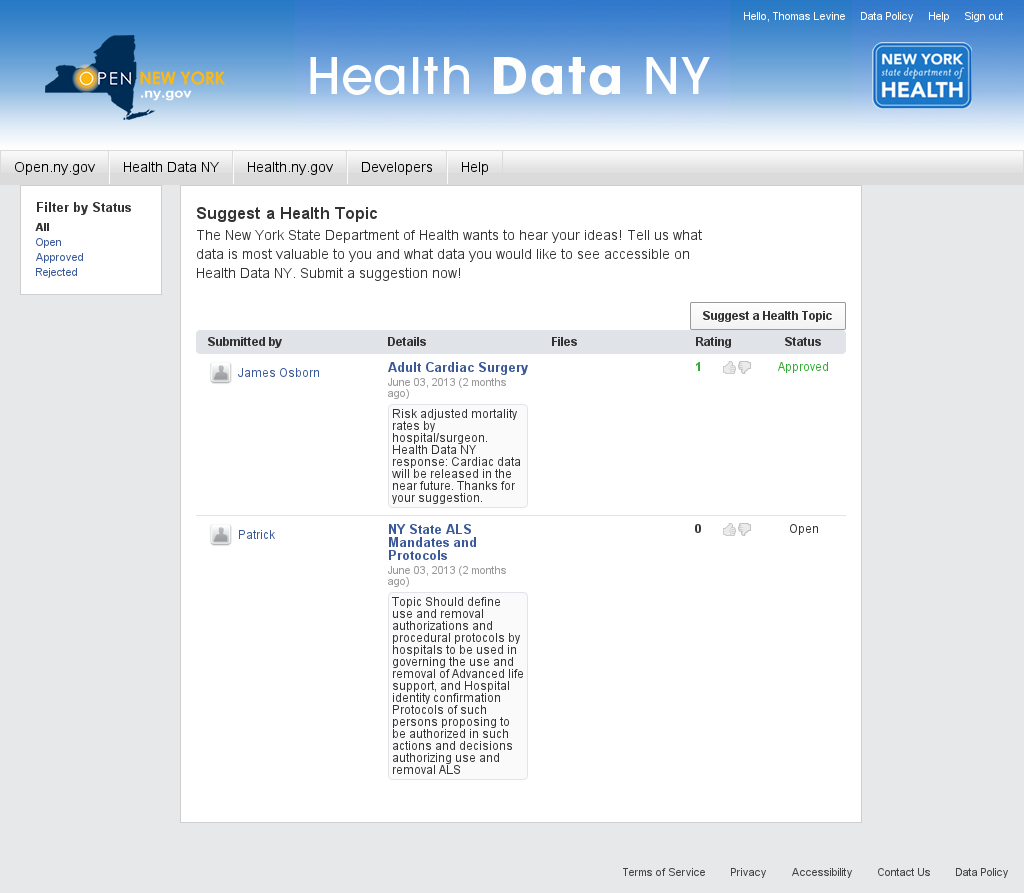 Hello, Thomas Levine Data Policy Help Sign out
OPEN NEW YORK
.ny.gov
Health Data NY
NEW YORK
state department of
HEALTH
Open.ny.gov Health Data NY Health.ny.gov Developers Help
Filter by Status
All
Open
Approved
Rejected
Suggest a Health Topic
The New York State Department of Health wants to hear your ideas! Tell us what
data is most valuable to you and what data you would like to see accessible on
Health Data NY. Submit a suggestion now!
Suggest a Health Topic
Submitted by Details Files Rating Status
James Osborn
Adult Cardiac Surgery
June 03, 2013 (2 months
ago)
Risk adjusted mortality
rates by
hospital/surgeon.
Health Data NY
response: Cardiac data
will be released in the
near future. Thanks for
your suggestion.
1 Approved
Patrick
NY State ALS
Mandates and
Protocols
June 03, 2013 (2 months
ago)
Topic Should define
use and removal
authorizations and
procedural protocols by
hospitals to be used in
governing the use and
removal of Advanced life
support, and Hospital
identity confirmation
Protocols of such
persons proposing to
be authorized in such
actions and decisions
authorizing use and
removal ALS
0 Open
Terms of Service Privacy Accessibility Contact Us Data Policy